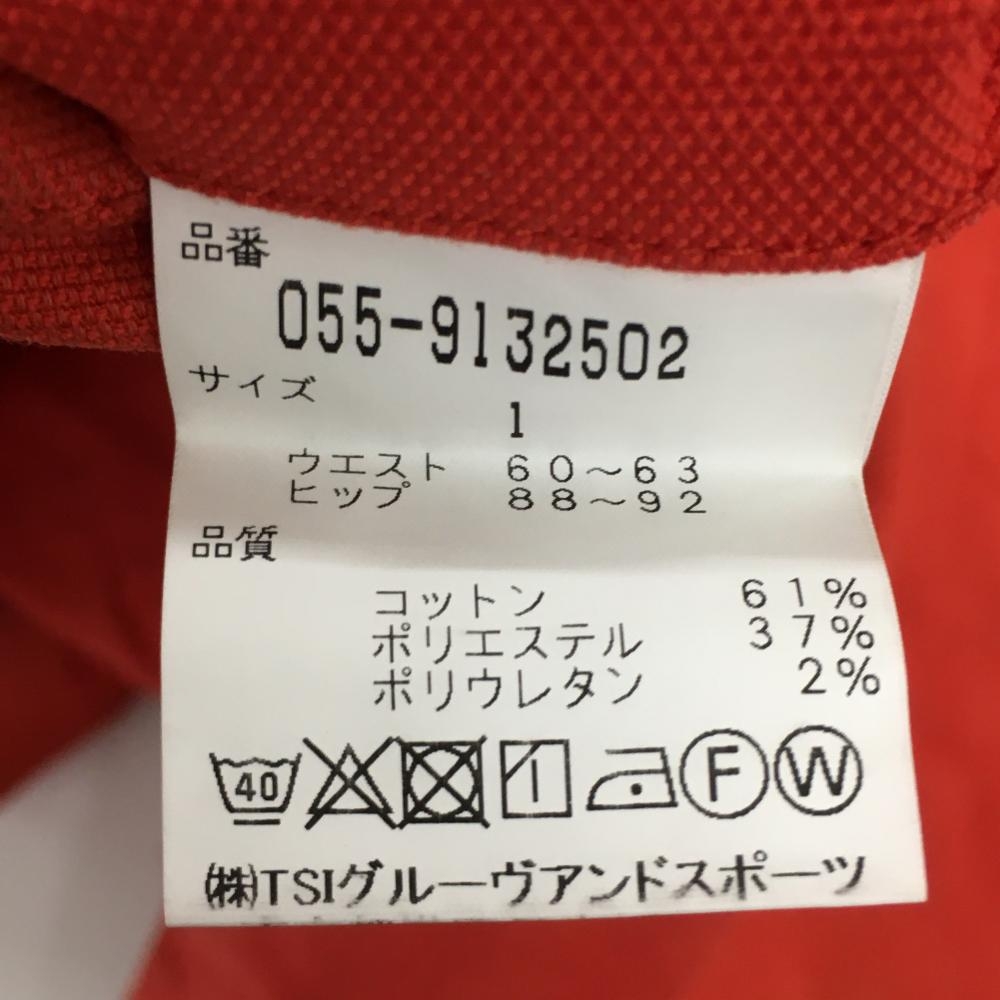 品番
055-9132502
サイズ
1
ウエスト 60～63
ヒップ 88～92
品質
コットン 61%
ポリエステル 37%
ポリウレタン 2%
40 F W
㈱TSIグルーヴアンドスポーツ